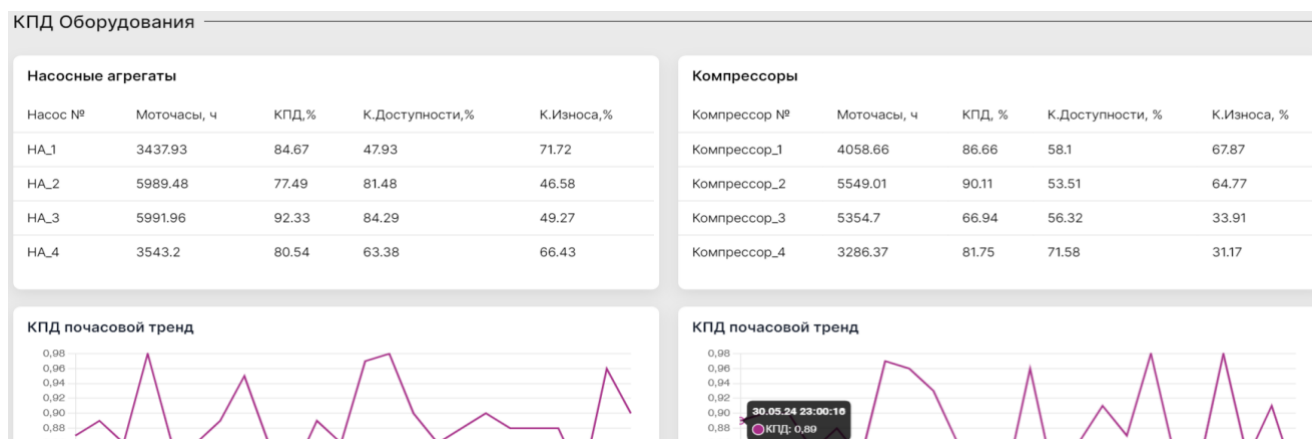 КПД Оборудования
Насосные агрегаты
Насос № Моточасы, ч КПД,% К.Доступности,% К.Износа,%
НА_1 3437.93 84.67 47.93 71.72
НА_2 5989.48 77.49 81.48 46.58
НА_3 5991.96 92.33 84.29 49.27
НА_4 3543.2 80.54 63.38 66.43
Компрессоры
Компрессор № Моточасы, ч КПД, % К.Доступности, % К.Износа, %
Компрессор_1 4058.66 86.66 58.1 67.87
Компрессор_2 5549.01 90.11 53.51 64.77
Компрессор_3 5354.7 66.94 56.32 33.91
Компрессор_4 3286.37 81.75 71.58 31.17
КПД почасовой тренд
0,98
0,96
0,94
0,92
0,90
0,88
КПД почасовой тренд
0,98
0,96
0,94
0,92
0,90
0,88
30.05.24 23:00:16
КПД: 0,89